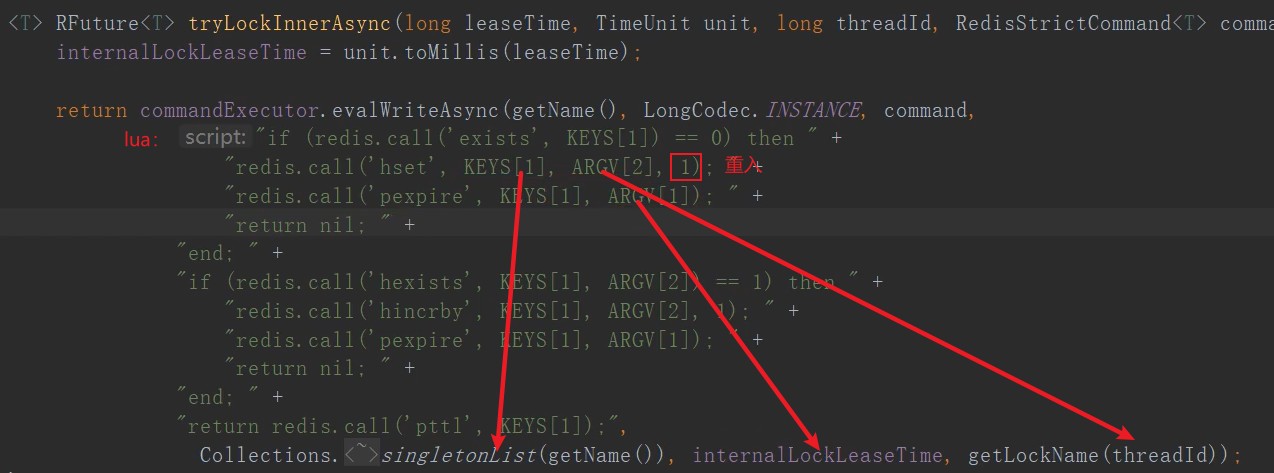 <T> RFuture<T> tryLockInnerAsync(long leaseTime, TimeUnit unit, long threadId, RedisStrictCommand<T> comma
internalLockLeaseTime = unit.toMillis(leaseTime);
return commandExecutor.evalWriteAsync(getName(), LongCodec.INSTANCE, command,
lua: script: "if (redis.call('exists', KEYS[1]) == 0) then " +
"redis.call('hset', KEYS[1], ARGV[2], 1); 重入 +
"redis.call('pexpire', KEYS[1], ARGV[1]); " +
"return nil; " +
"end; " +
"if (redis.call('hexists', KEYS[1], ARGV[2]) == 1) then " +
"redis.call('hincrby', KEYS[1], ARGV[2], 1); " +
"redis.call('pexpire', KEYS[1], ARGV[1]); " +
"return nil; " +
"end; " +
"return redis.call('pttl', KEYS[1]);",
Collections.<~>singletonList(getName()), internalLockLeaseTime, getLockName(threadId));